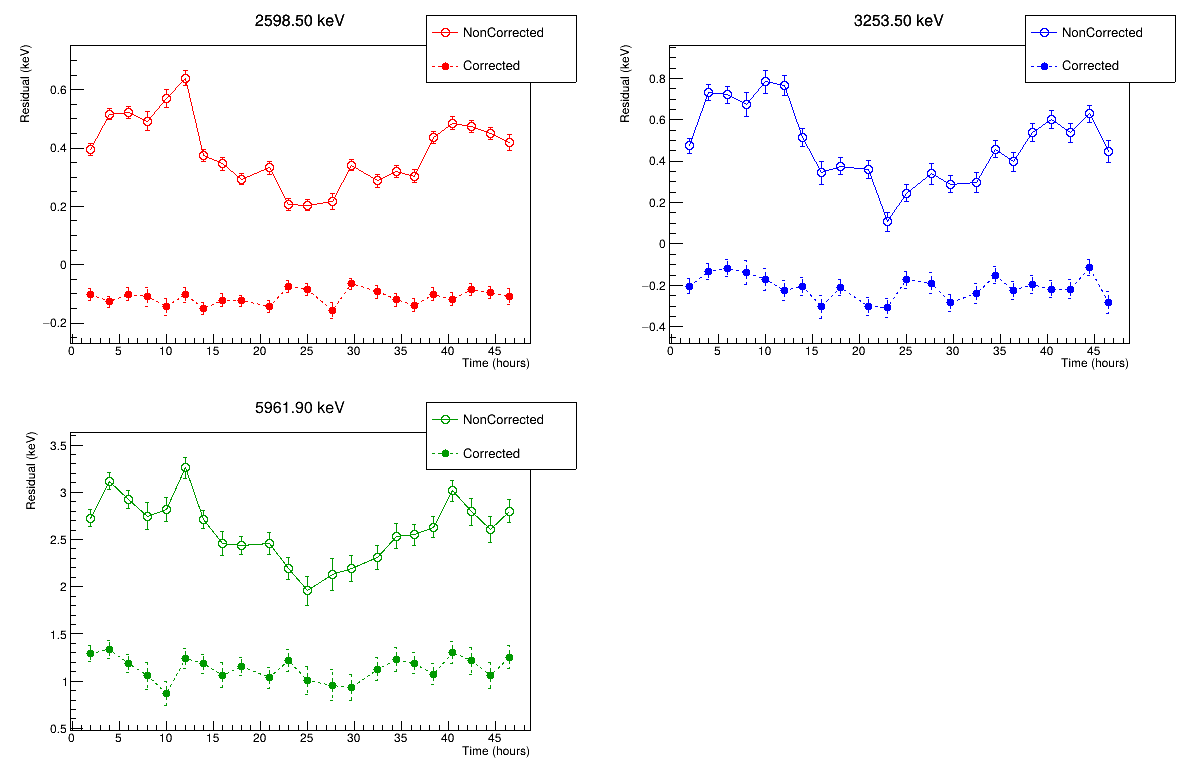 2598.50 keV
NonCorrected
Corrected
Residual (keV)
0.6
0.4
0.2
0
−0.2
0 5 10 15 20 25 30 35 40 45
Time (hours)
3253.50 keV
NonCorrected
Corrected
Residual (keV)
0.8
0.6
0.4
0.2
0
−0.2
−0.4
0 5 10 15 20 25 30 35 40 45
Time (hours)
5961.90 keV
NonCorrected
Corrected
Residual (keV)
3.5
3
2.5
2
1.5
1
0.5
0 5 10 15 20 25 30 35 40 45
Time (hours)